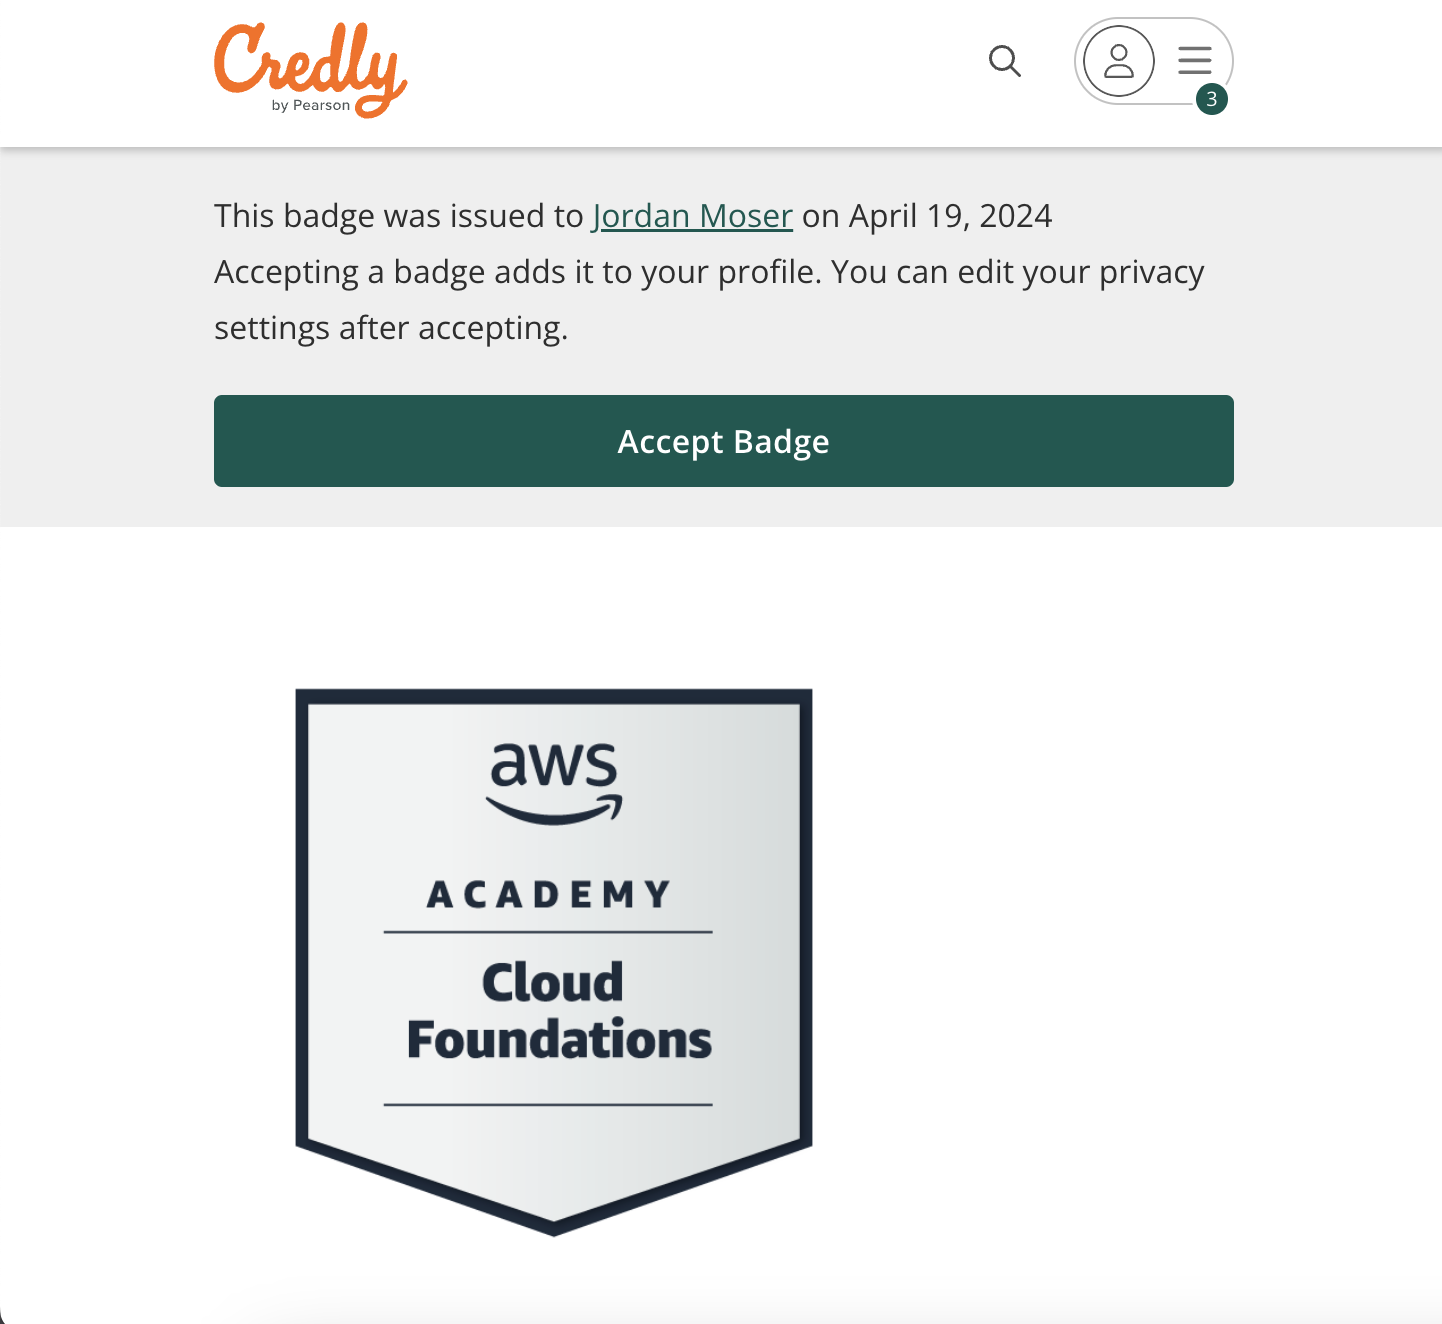 Credly
by Pearson
3
This badge was issued to Jordan Moser on April 19, 2024
Accepting a badge adds it to your profile. You can edit your privacy
settings after accepting.
Accept Badge
aws
ACADEMY
Cloud
Foundations